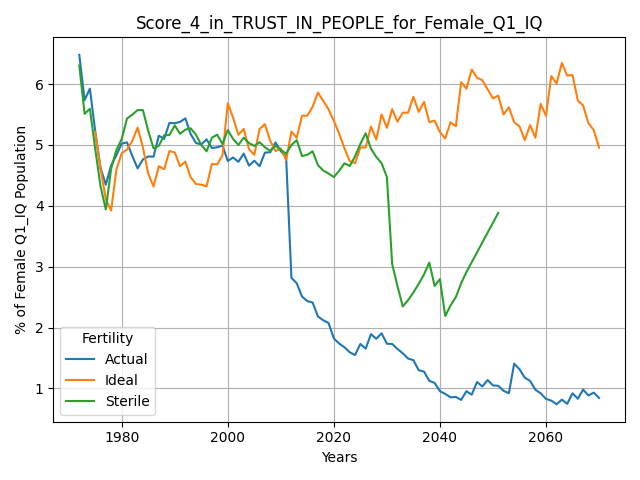 Score_4_in_TRUST_IN_PEOPLE_for_Female_Q1_IQ
% of Female Q1_IQ Population
6
5
4
3
2
1
Fertility
Actual
Ideal
Sterile
1980 2000 2020 2040 2060
Years